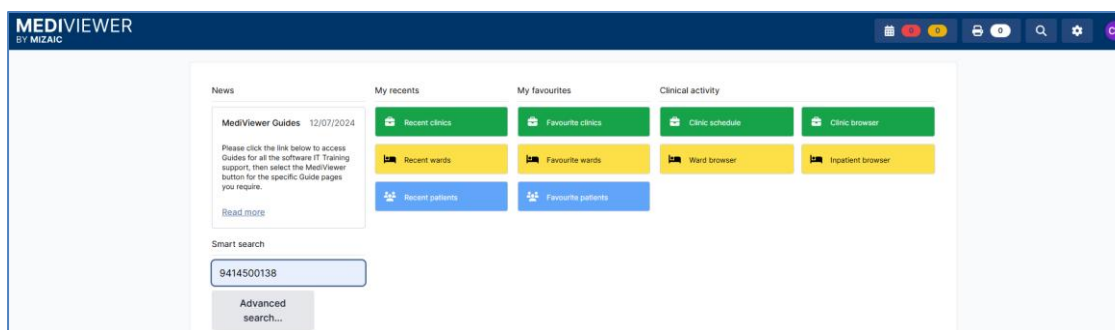 MEDIVIEWER
BY MIZAIC
0 0
0
C
News
My recents
My favourites
Clinical activity
MediViewer Guides 12/07/2024
Please click the link below to access
Guides for all the software IT Training
support, then select the MediViewer
button for the specific Guide pages
you require.
Read more
Recent clinics
Favourite clinics
Clinic schedule
Clinic browser
Recent wards
Favourite wards
Ward browser
Inpatient browser
Recent patients
Favourite patients
Smart search
9414500138
Advanced
search...